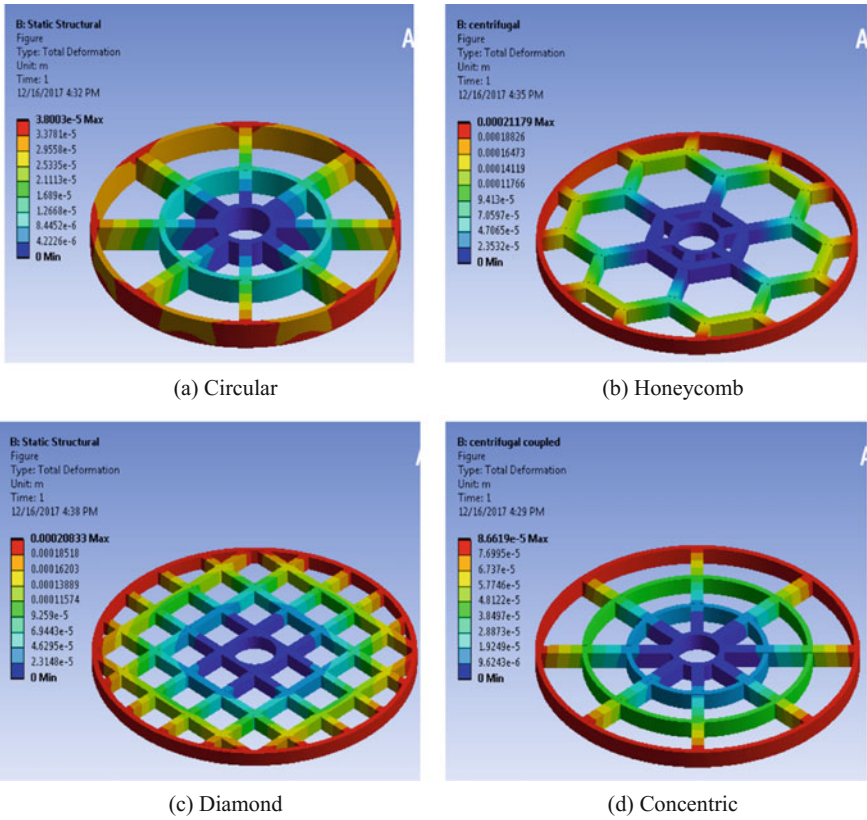 B: Static Structural
Figure
Type: Total Deformation
Unit: m
Time: 1
12/16/2017 4:32 PM
A
3.8003e-5 Max
3.3781e-5
2.9558e-5
2.5335e-5
2.1113e-5
1.689e-5
1.2668e-5
8.4452e-6
4.2226e-6
0 Min
(a) Circular
B: centrifugal
Figure
Type: Total Deformation
Unit: m
Time: 1
12/16/2017 4:35 PM
A
0.00021179 Max
0.00018826
0.00016473
0.00014119
0.00011766
9.413e-5
7.0597e-5
4.7065e-5
2.3532e-5
0 Min
(b) Honeycomb
B: Static Structural
Figure
Type: Total Deformation
Unit: m
Time: 1
12/16/2017 4:38 PM
0.00020833 Max
0.00018518
0.00016203
0.00013889
0.00011574
9.259e-5
6.9443e-5
4.6295e-5
2.3148e-5
0 Min
(c) Diamond
B: centrifugal coupled
Figure
Type: Total Deformation
Unit: m
Time: 1
12/16/2017 4:29 PM
8.6619e-5 Max
7.6995e-5
6.737e-5
5.7746e-5
4.8122e-5
3.8497e-5
2.8873e-5
1.9249e-5
9.6243e-6
0 Min
(d) Concentric